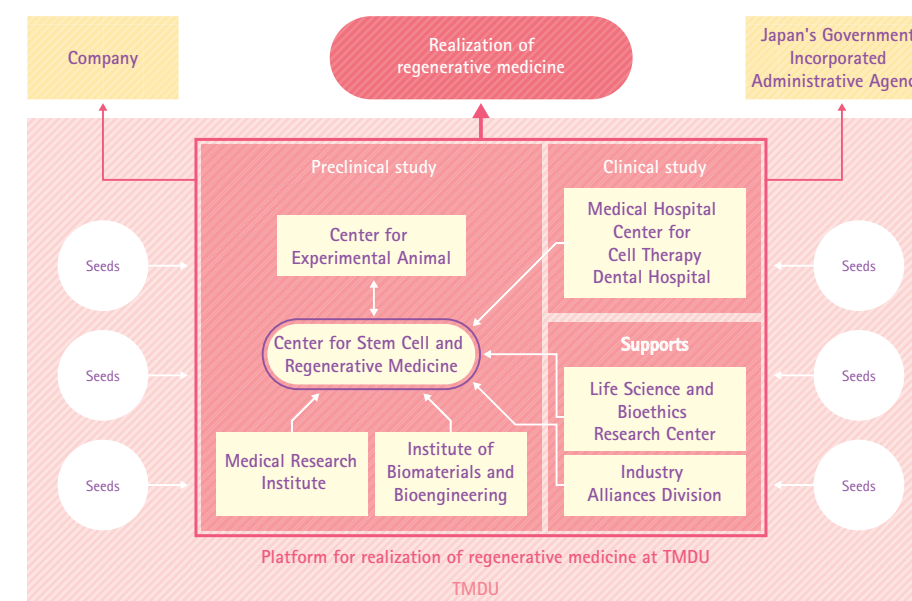 Company
Realization of
regenerative medicine
Japan's Government
Incorporated
Administrative
Preclinical study
Clinical study
Center for
Experimental Animal
Medical Hospital
Center for
Cell Therapy
Dental Hospital
Seeds
Seeds
Center for Stem Cell and
Regenerative Medicine
Supports
Seeds
Seeds
Life Science and
Bioethics
Research Center
Medical Research
Institute
Institute of
Biomaterials and
Bioengineering
Industry
Alliances Division
Seeds
Seeds
Platform for realization of regenerative medicine at TMDU
TMDU